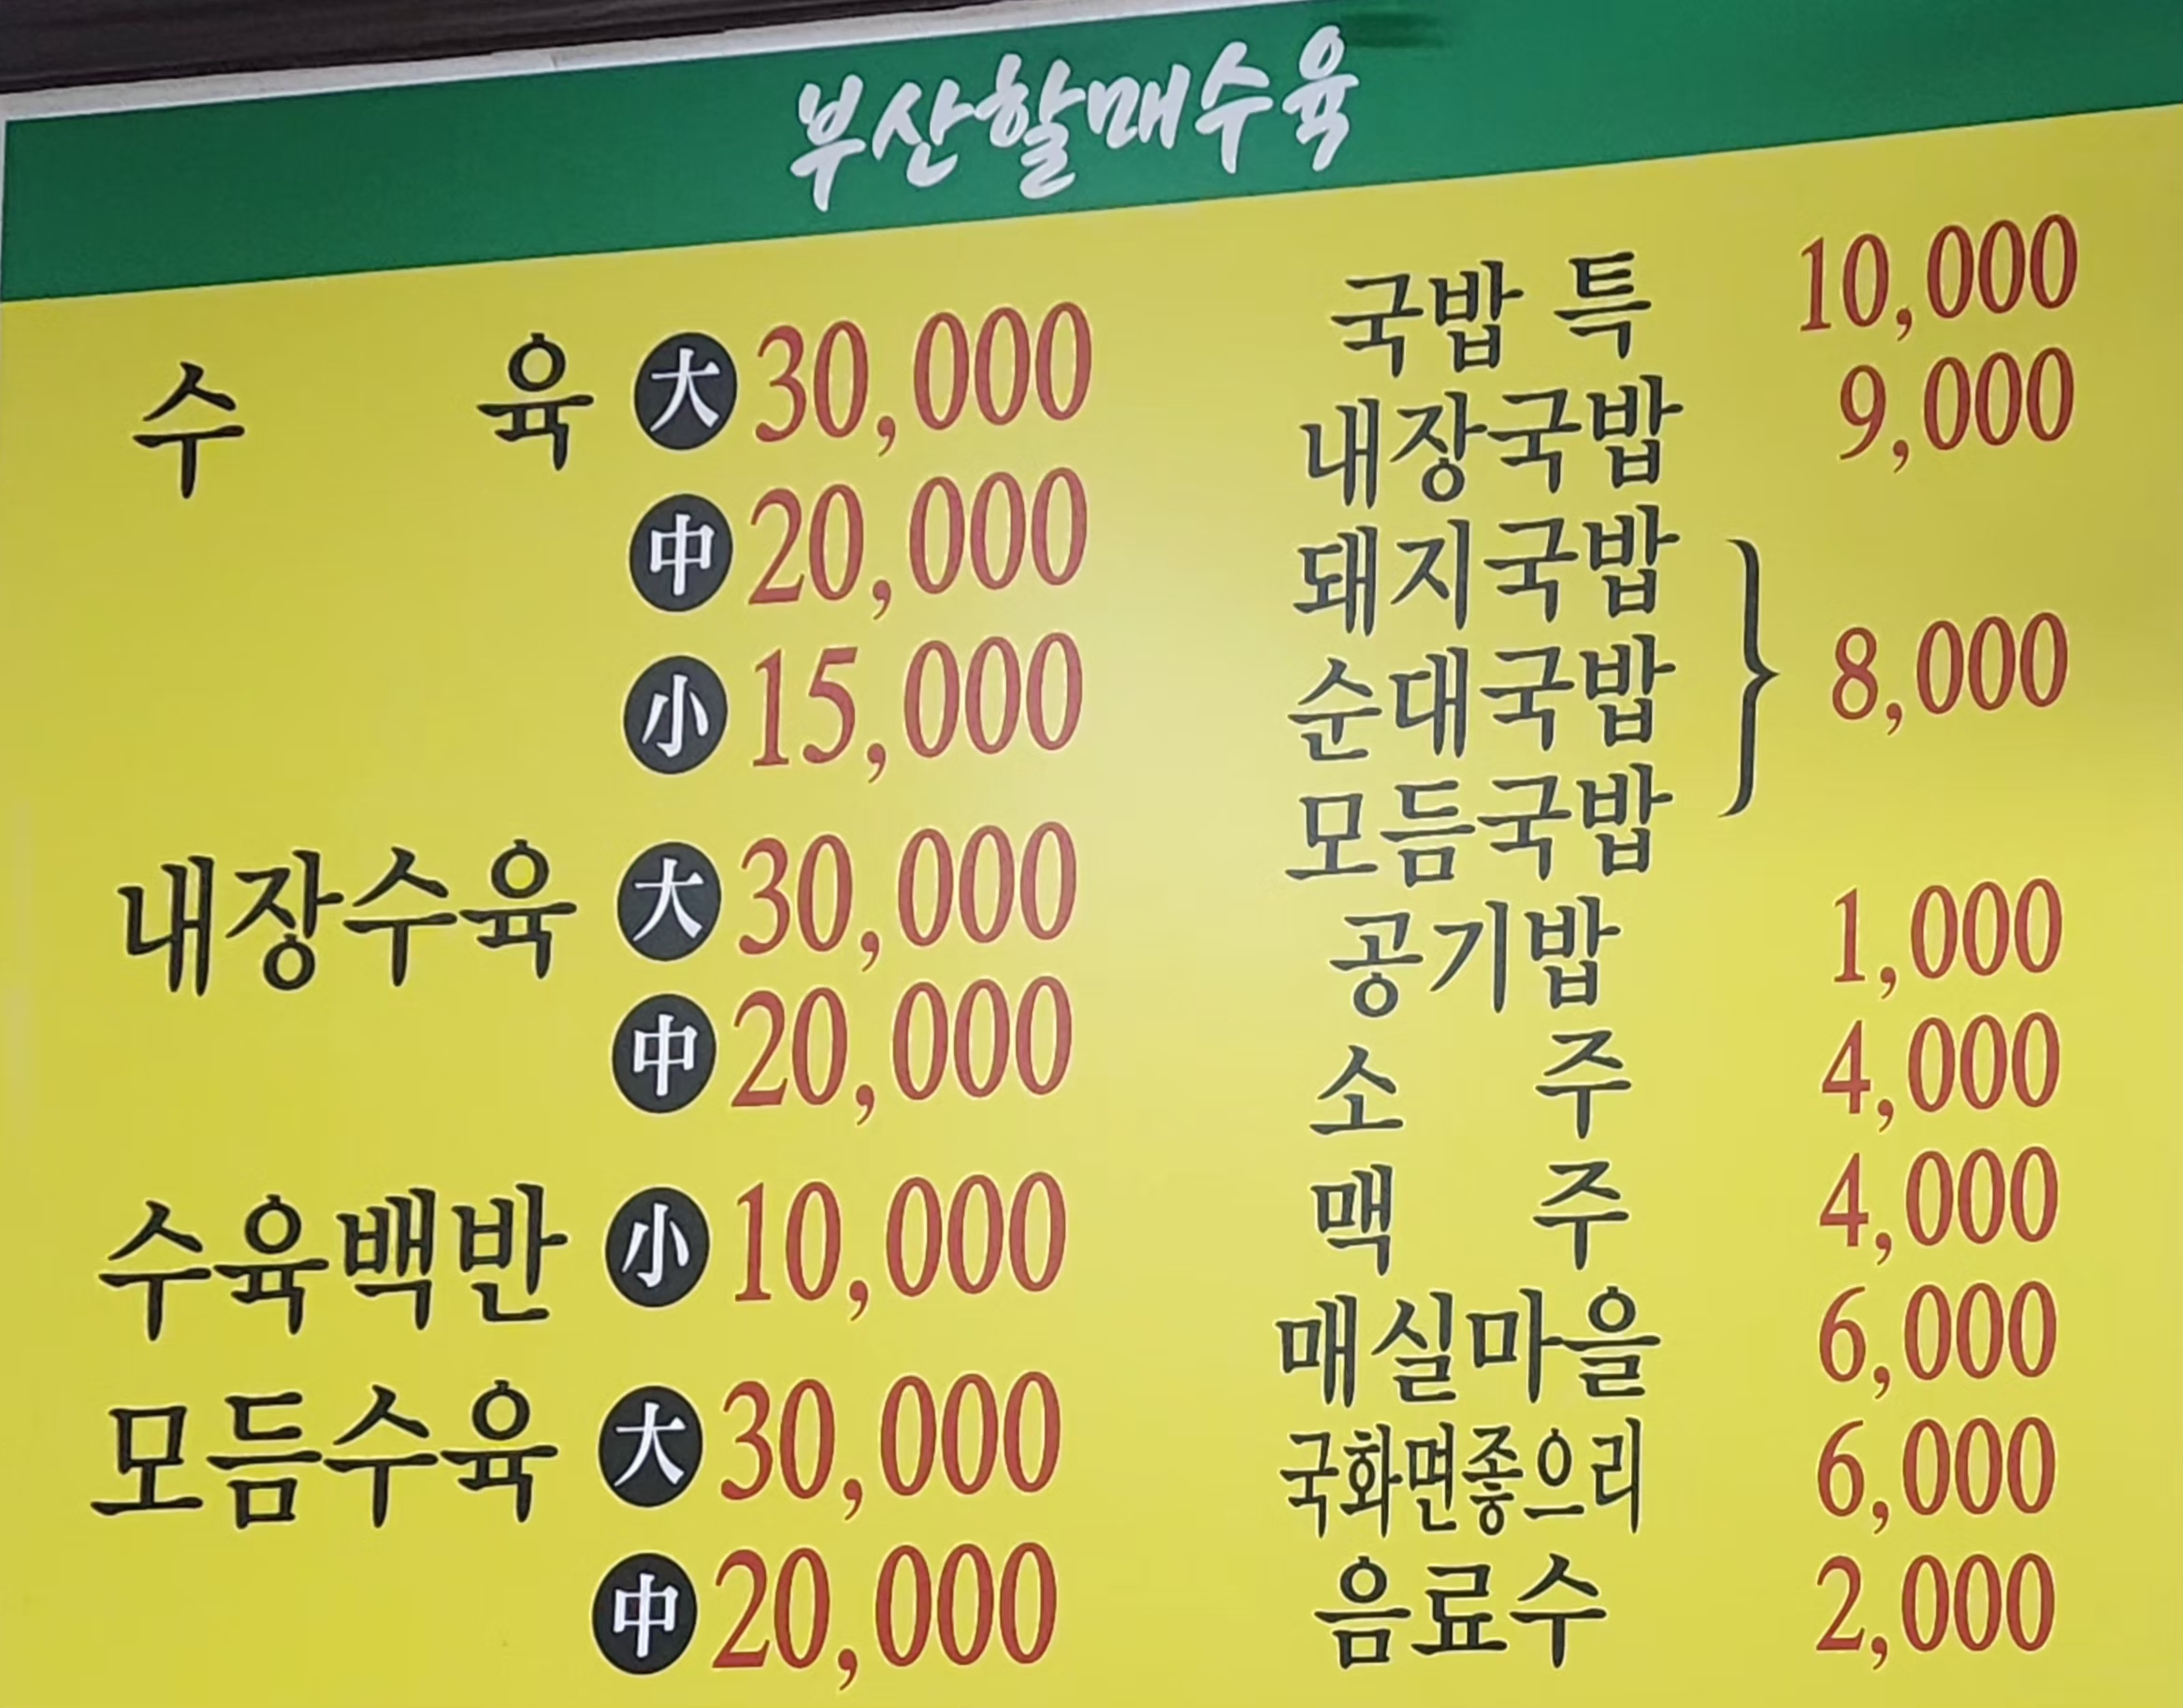 부산할매수육
수 육 大 30,000
中 20,000
小 15,000
내장수육 大 30,000
中 20,000
수육백반 小 10,000
모듬수육 大 30,000
中 20,000
국밥 특 10,000
내장국밥 9,000
돼지국밥
순대국밥 } 8,000
모듬국밥
공기밥 1,000
소 주 4,000
맥 주 4,000
매실마을 6,000
국화면좋으리 6,000
음료수 2,000